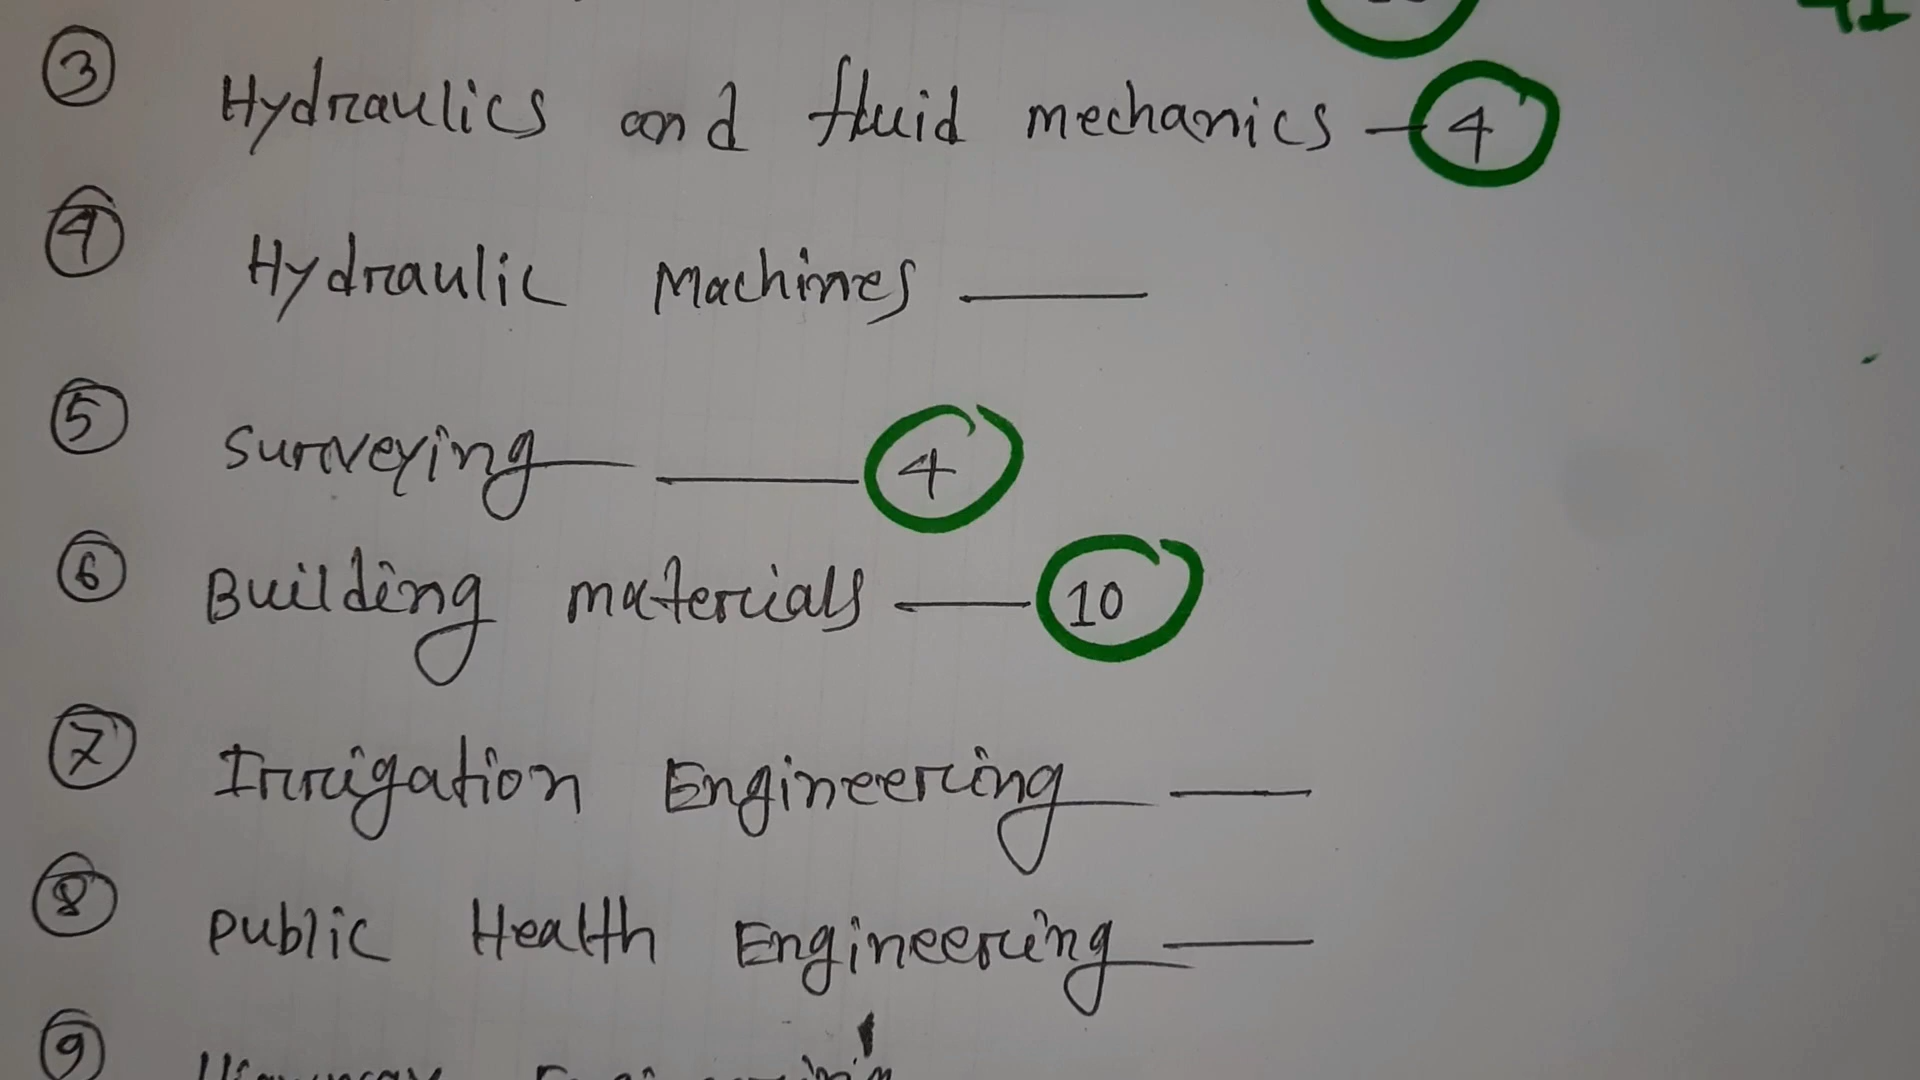 ③ Hydraulics and fluid mechanics — 4
④ Hydraulic Machines —
⑤ Surveying — 4
⑥ Building materials — 10
⑦ Irrigation Engineering —
⑧ Public Health Engineering —
⑨